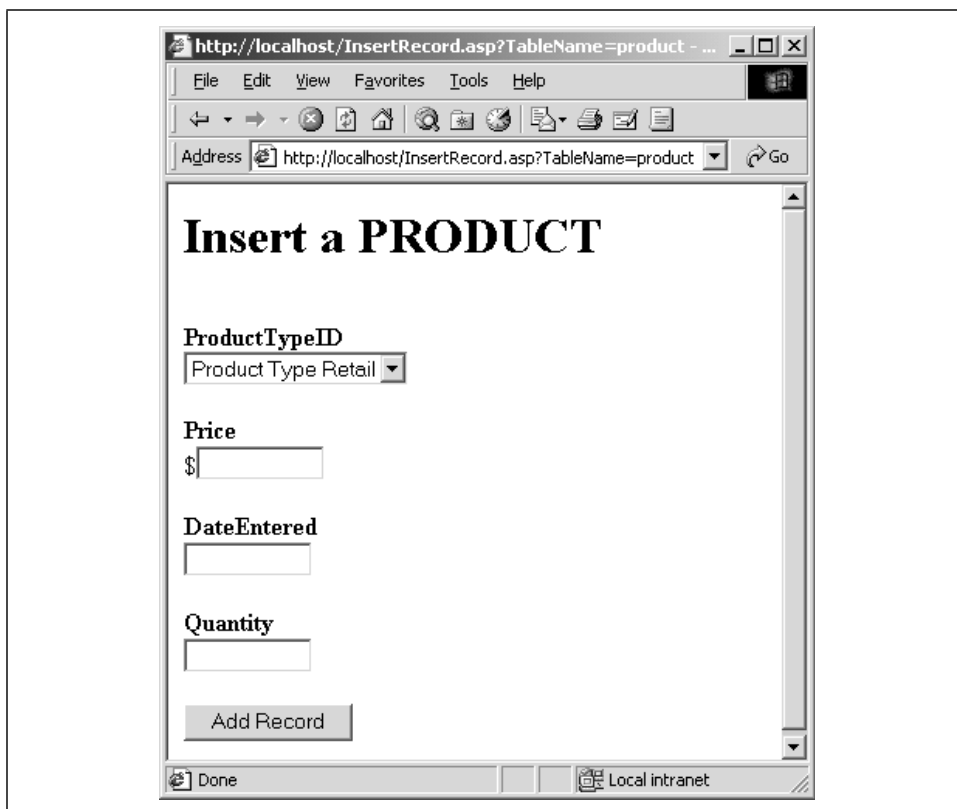 http://localhost/InsertRecord.asp?TableName=product - ...
File Edit View Favorites Tools Help
Address http://localhost/InsertRecord.asp?TableName=product Go
Insert a PRODUCT
ProductTypeID
Product Type Retail
Price
$
DateEntered
Quantity
Add Record
Done Local intranet